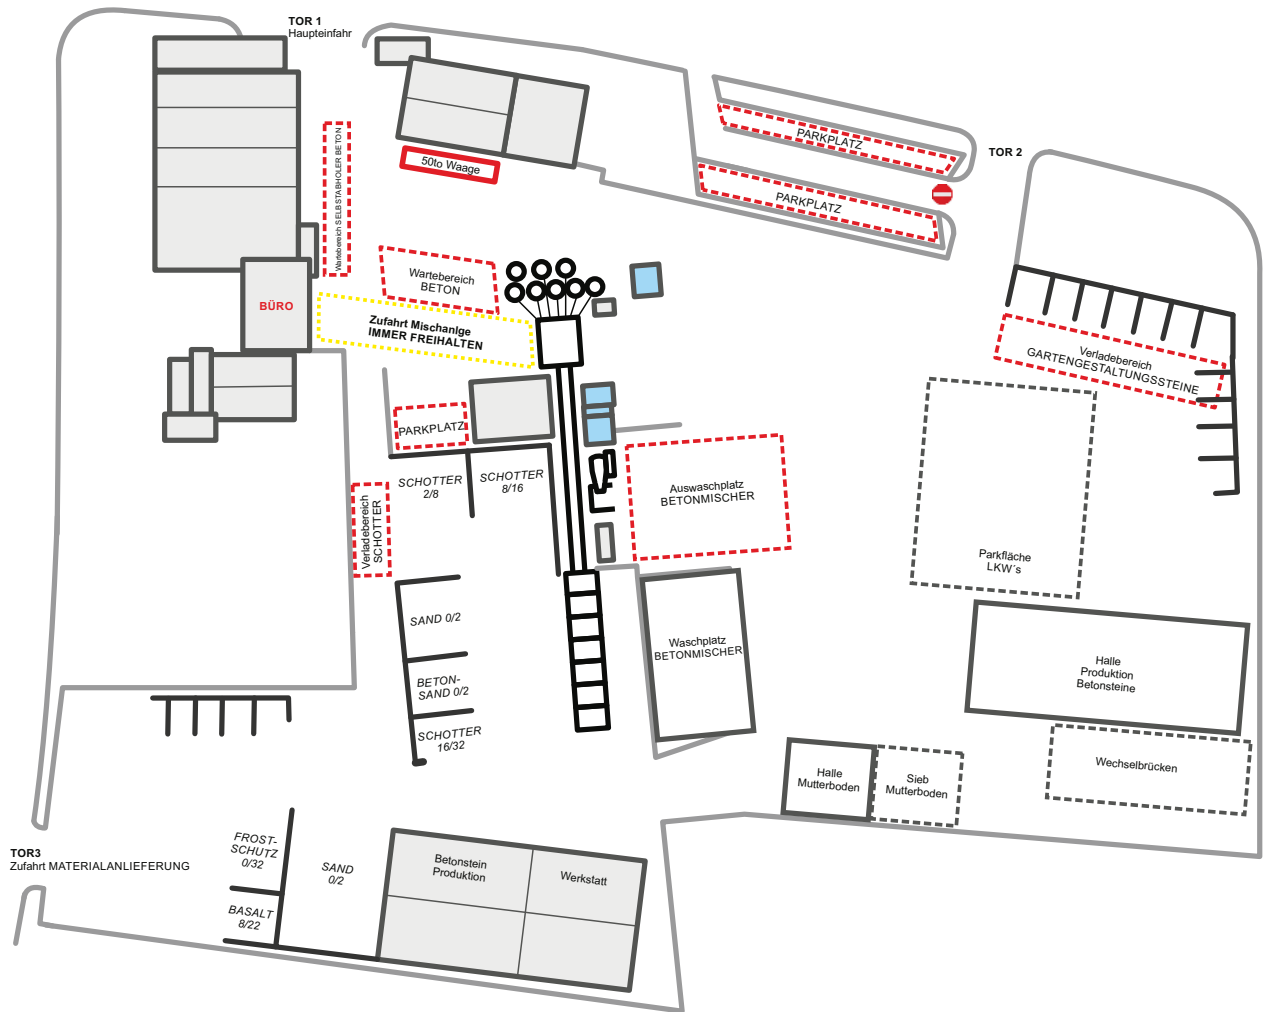 TOR 1
Haupteinfahr
PARKPLATZ
TOR 2
50to Waage
PARKPLATZ
Wartebereich SELBSTABHOLER BETON
Wartebereich
BETON
BÜRO
Zufahrt Mischanlge
IMMER FREIHALTEN
Verladebereich
GARTENGESTALTUNGSSTEINE
PARKPLATZ
SCHOTTER
2/8
SCHOTTER
8/16
Auswaschplatz
BETONMISCHER
Verladebereich
SCHOTTER
Parkfläche
LKW´s
SAND 0/2
Waschplatz
BETONMISCHER
BETON-
SAND 0/2
Halle
Produktion
Betonsteine
SCHOTTER
16/32
Wechselbrücken
Halle
Mutterboden
Sieb
Mutterboden
TOR3
Zufahrt MATERIALANLIEFERUNG
FROST-
SCHUTZ
0/32
SAND
0/2
Betonstein
Produktion
Werkstatt
BASALT
8/22